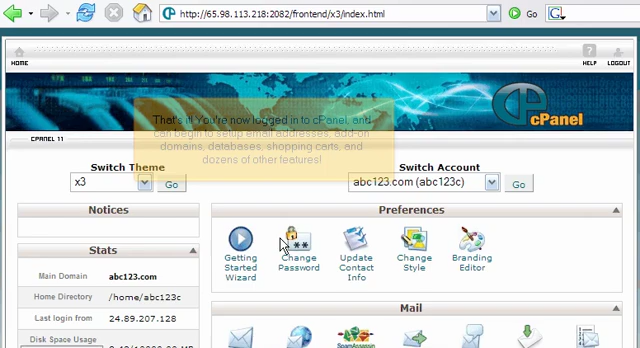 http://65.98.113.218:2082/frontend/x3/index.html
Go
G
HOME
HELP
LOGOUT
cPanel
CPANEL 11
That's it! You're now logged in to cPanel, and
can begin to setup email addresses, add-on
domains, databases, shopping carts, and
dozens of other features!
Switch Theme
x3
Go
Switch Account
abc123.com (abc123c)
Go
Notices
Stats
Main Domain
abc123.com
Home Directory
/home/abc123c
Last login from
24.89.207.128
Disk Space Usage
Preferences
Getting
Started
Wizard
Change
Password
Update
Contact
Info
Change
Style
Branding
Editor
Mail
SpamAssassin